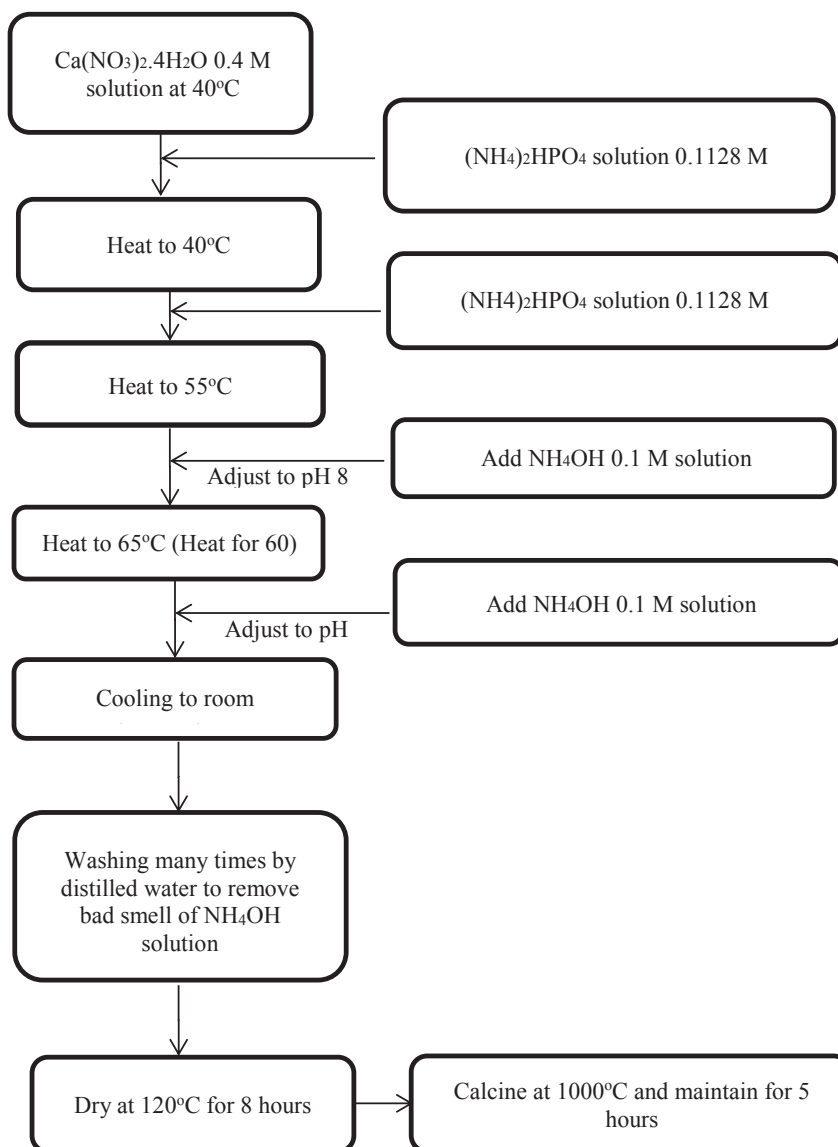 Ca(NO3)2.4H2O 0.4 M
solution at 40oC
(NH4)2HPO4 solution 0.1128 M
Heat to 40oC
(NH4)2HPO4 solution 0.1128 M
Heat to 55oC
Add NH4OH 0.1 M solution
Adjust to pH 8
Heat to 65oC (Heat for 60)
Add NH4OH 0.1 M solution
Adjust to pH
Cooling to room
Washing many times by
distilled water to remove
bad smell of NH4OH
solution
Dry at 120oC for 8 hours
Calcine at 1000oC and maintain for 5
hours